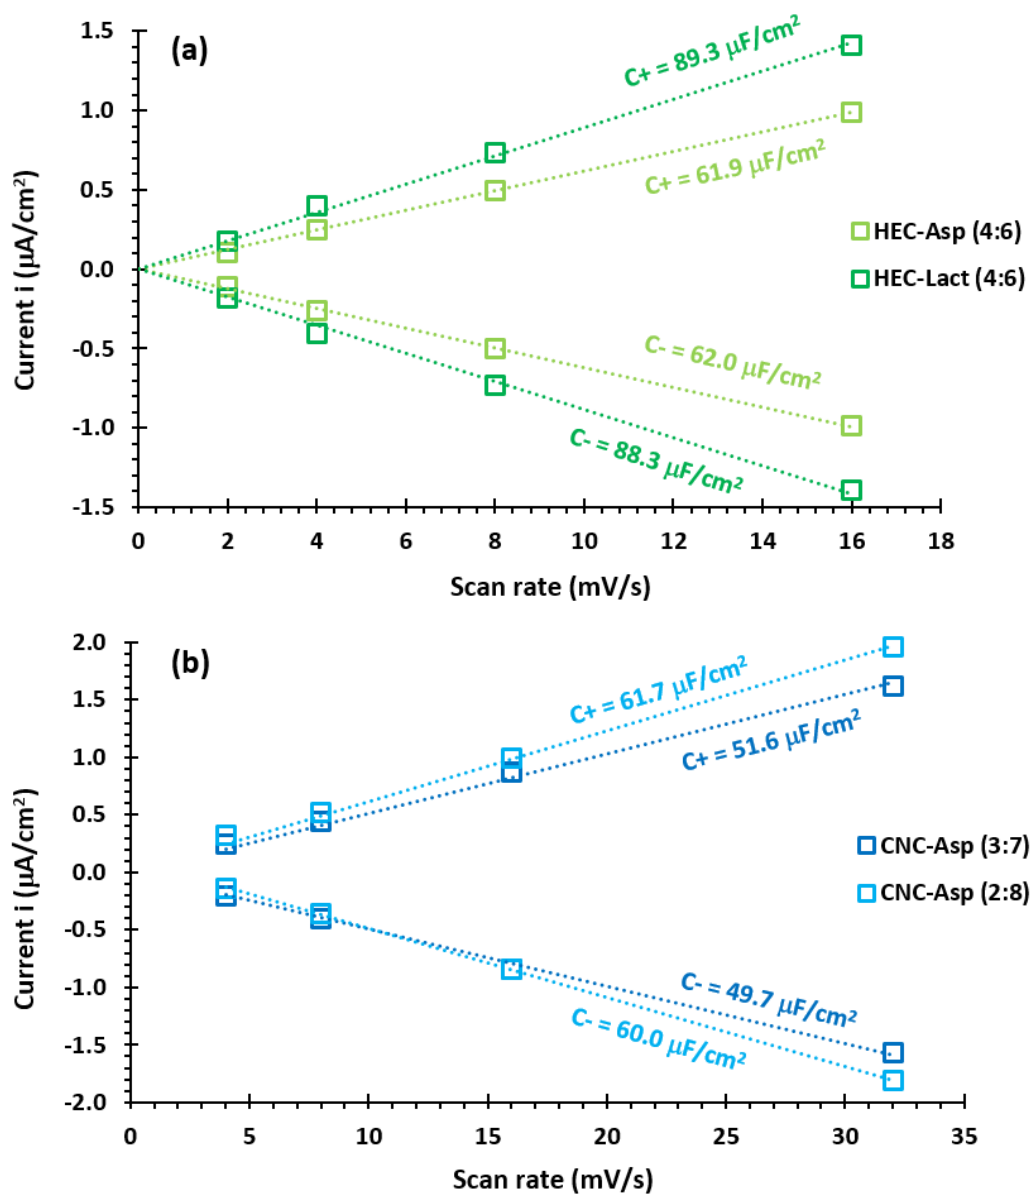 (a)
1.5
1.0
0.5
0.0
-0.5
-1.0
-1.5
Current i (µA/cm²)
C+ = 89.3 µF/cm²
C+ = 61.9 µF/cm²
C- = 62.0 µF/cm²
C- = 88.3 µF/cm²
HEC-Asp (4:6)
HEC-Lact (4:6)
0 2 4 6 8 10 12 14 16 18
Scan rate (mV/s)
(b)
2.0
1.5
1.0
0.5
0.0
-0.5
-1.0
-1.5
-2.0
Current i (µA/cm²)
C+ = 61.7 µF/cm²
C+ = 51.6 µF/cm²
C- = 49.7 µF/cm²
C- = 60.0 µF/cm²
CNC-Asp (3:7)
CNC-Asp (2:8)
0 5 10 15 20 25 30 35
Scan rate (mV/s)